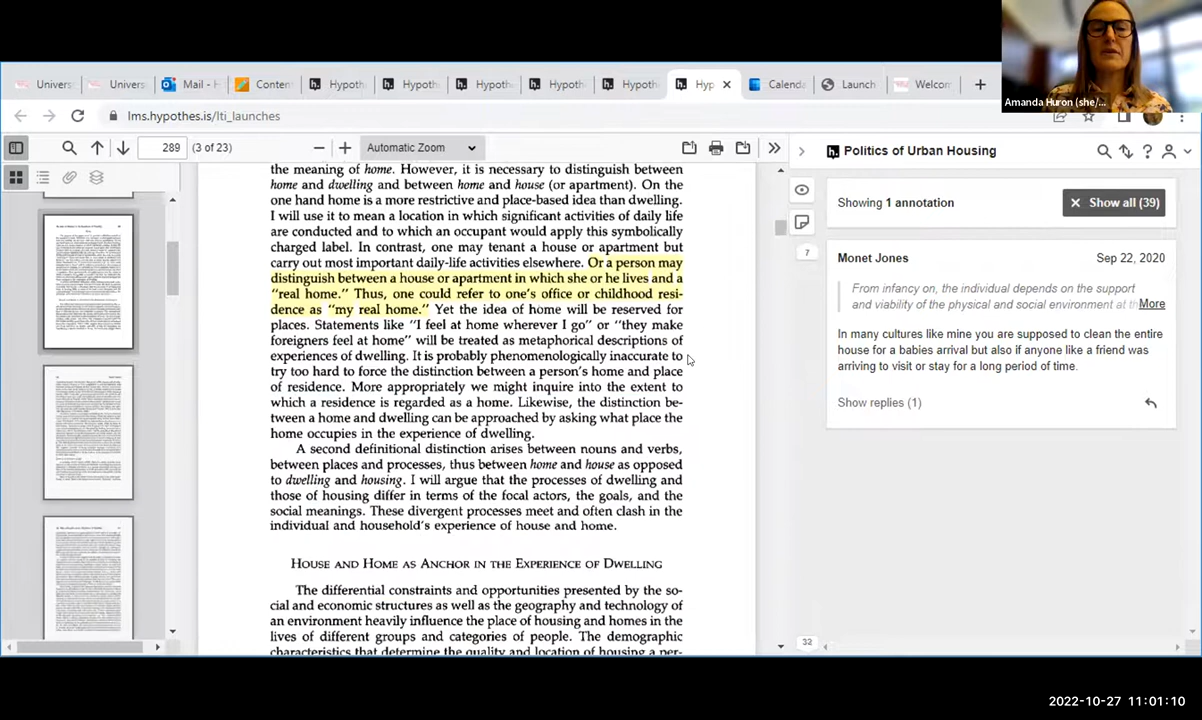 Amanda Huron (she/...
Univers
Univers
Mail - H
Conten
Hypoth
Hypoth
Hypoth
Hypoth
Hypoth
Hyp
Calenda
Launch
Welcom
lms.hypothes.is/lti_launches
289 (3 of 23)
Automatic Zoom
the meaning of home. However, it is necessary to distinguish between
home and dwelling and between home and house (or apartment). On the
one hand home is a more restrictive and place-based idea than dwelling.
I will use it to mean a location in which significant activities of daily life
are conducted and to which an occupant would apply this symbolically
charged label. In contrast, one may tenant a house or apartment but
carry out most important daily-life activities elsewhere. Or a person may
distinguish between a house or apartment in which she or he lives and a
“real home.” Thus, one could refer to one’s office or childhood resi-
dence as “my real home.” Yet the idea of home will be reserved for
places. Statements like “I feel at home wherever I go” or “they make
foreigners feel at home” will be treated as metaphorical descriptions of
experiences of dwelling. It is probably phenomenologically inaccurate to
try too hard to force the distinction between a person’s home and place
of residence. More appropriately we might inquire into the extent to
which a residence is regarded as a home. Likewise, the distinction be-
tween a home and dwelling can be approached by asking what place the
home occupies in the experience of dwelling.
A second definitional distinction arises between nouns and verbs,
between places and processes, thus between home and house as opposed
to dwelling and housing. I will argue that the processes of dwelling and
those of housing differ in terms of the focal actors, the goals, and the
social meanings. These divergent processes meet and often clash in the
individual and household’s experience of house and home.
HOUSE AND HOME AS ANCHOR IN THE EXPERIENCE OF DWELLING
The differential constraints and opportunities presented by the so-
cial and economic structures as well as the geography and technology of
an environment heavily influence the place of housing and homes in the
lives of different groups and categories of people. The demographic
characteristics that determine the quality and location of housing a per-
7
32
Politics of Urban Housing
Showing 1 annotation
Show all (39)
Monet Jones
Sep 22, 2020
From infancy on, the individual depends on the support
and viability of the physical and social environment at th
More
In many cultures like mine you are supposed to clean the entire
house for a babies arrival but also if anyone like a friend was
arriving to visit or stay for a long period of time.
Show replies (1)
2022-10-27 11:01:10